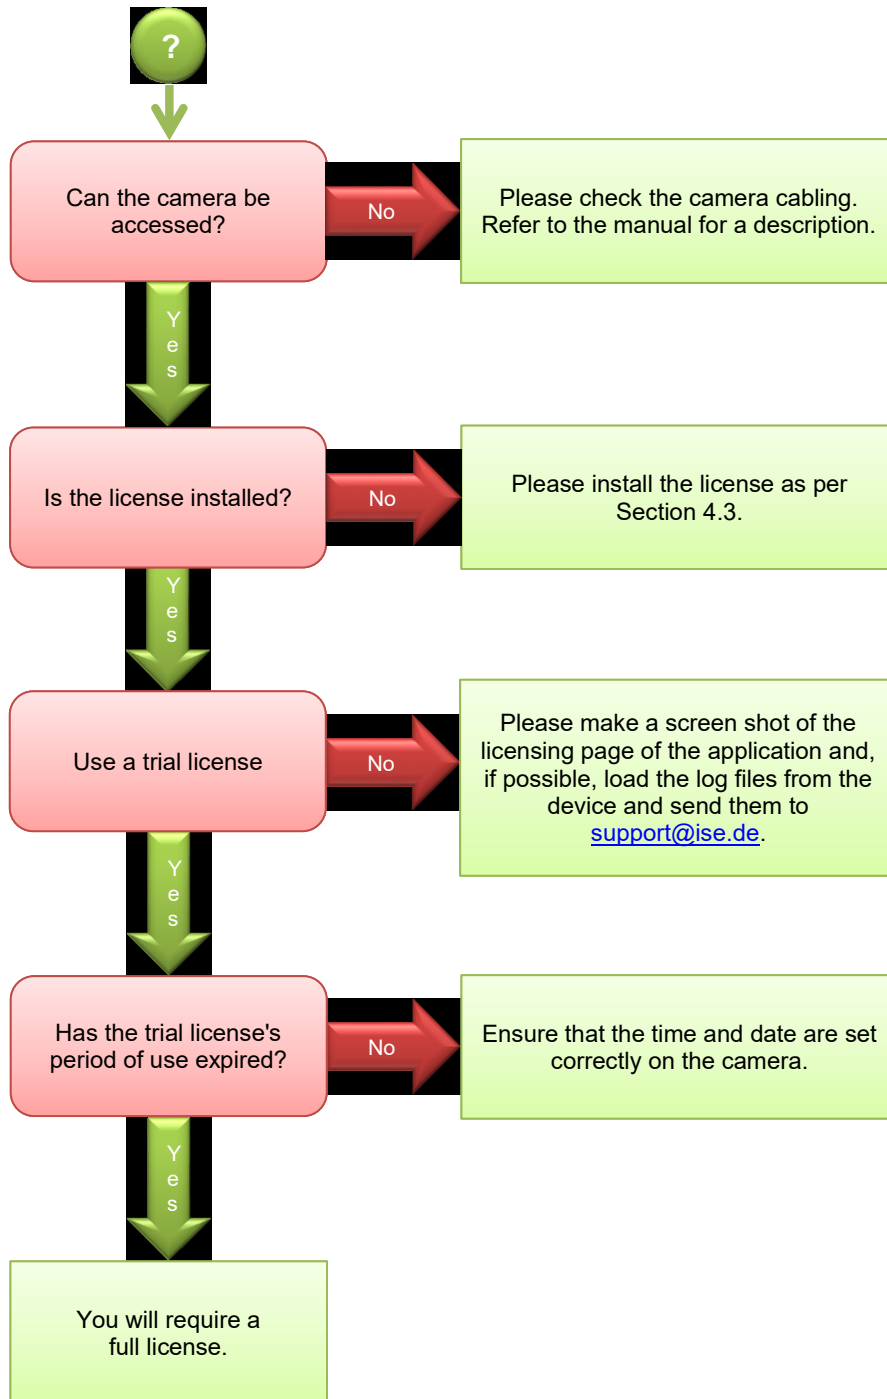 ?
Can the camera be
accessed?
No
Please check the camera cabling.
Refer to the manual for a description.
Yes
Is the license installed?
No
Please install the license as per
Section 4.3.
Yes
Use a trial license
No
Please make a screen shot of the
licensing page of the application and,
if possible, load the log files from the
device and send them to
support@ise.de.
Yes
Has the trial license's
period of use expired?
No
Ensure that the time and date are set
correctly on the camera.
Yes
You will require a
full license.